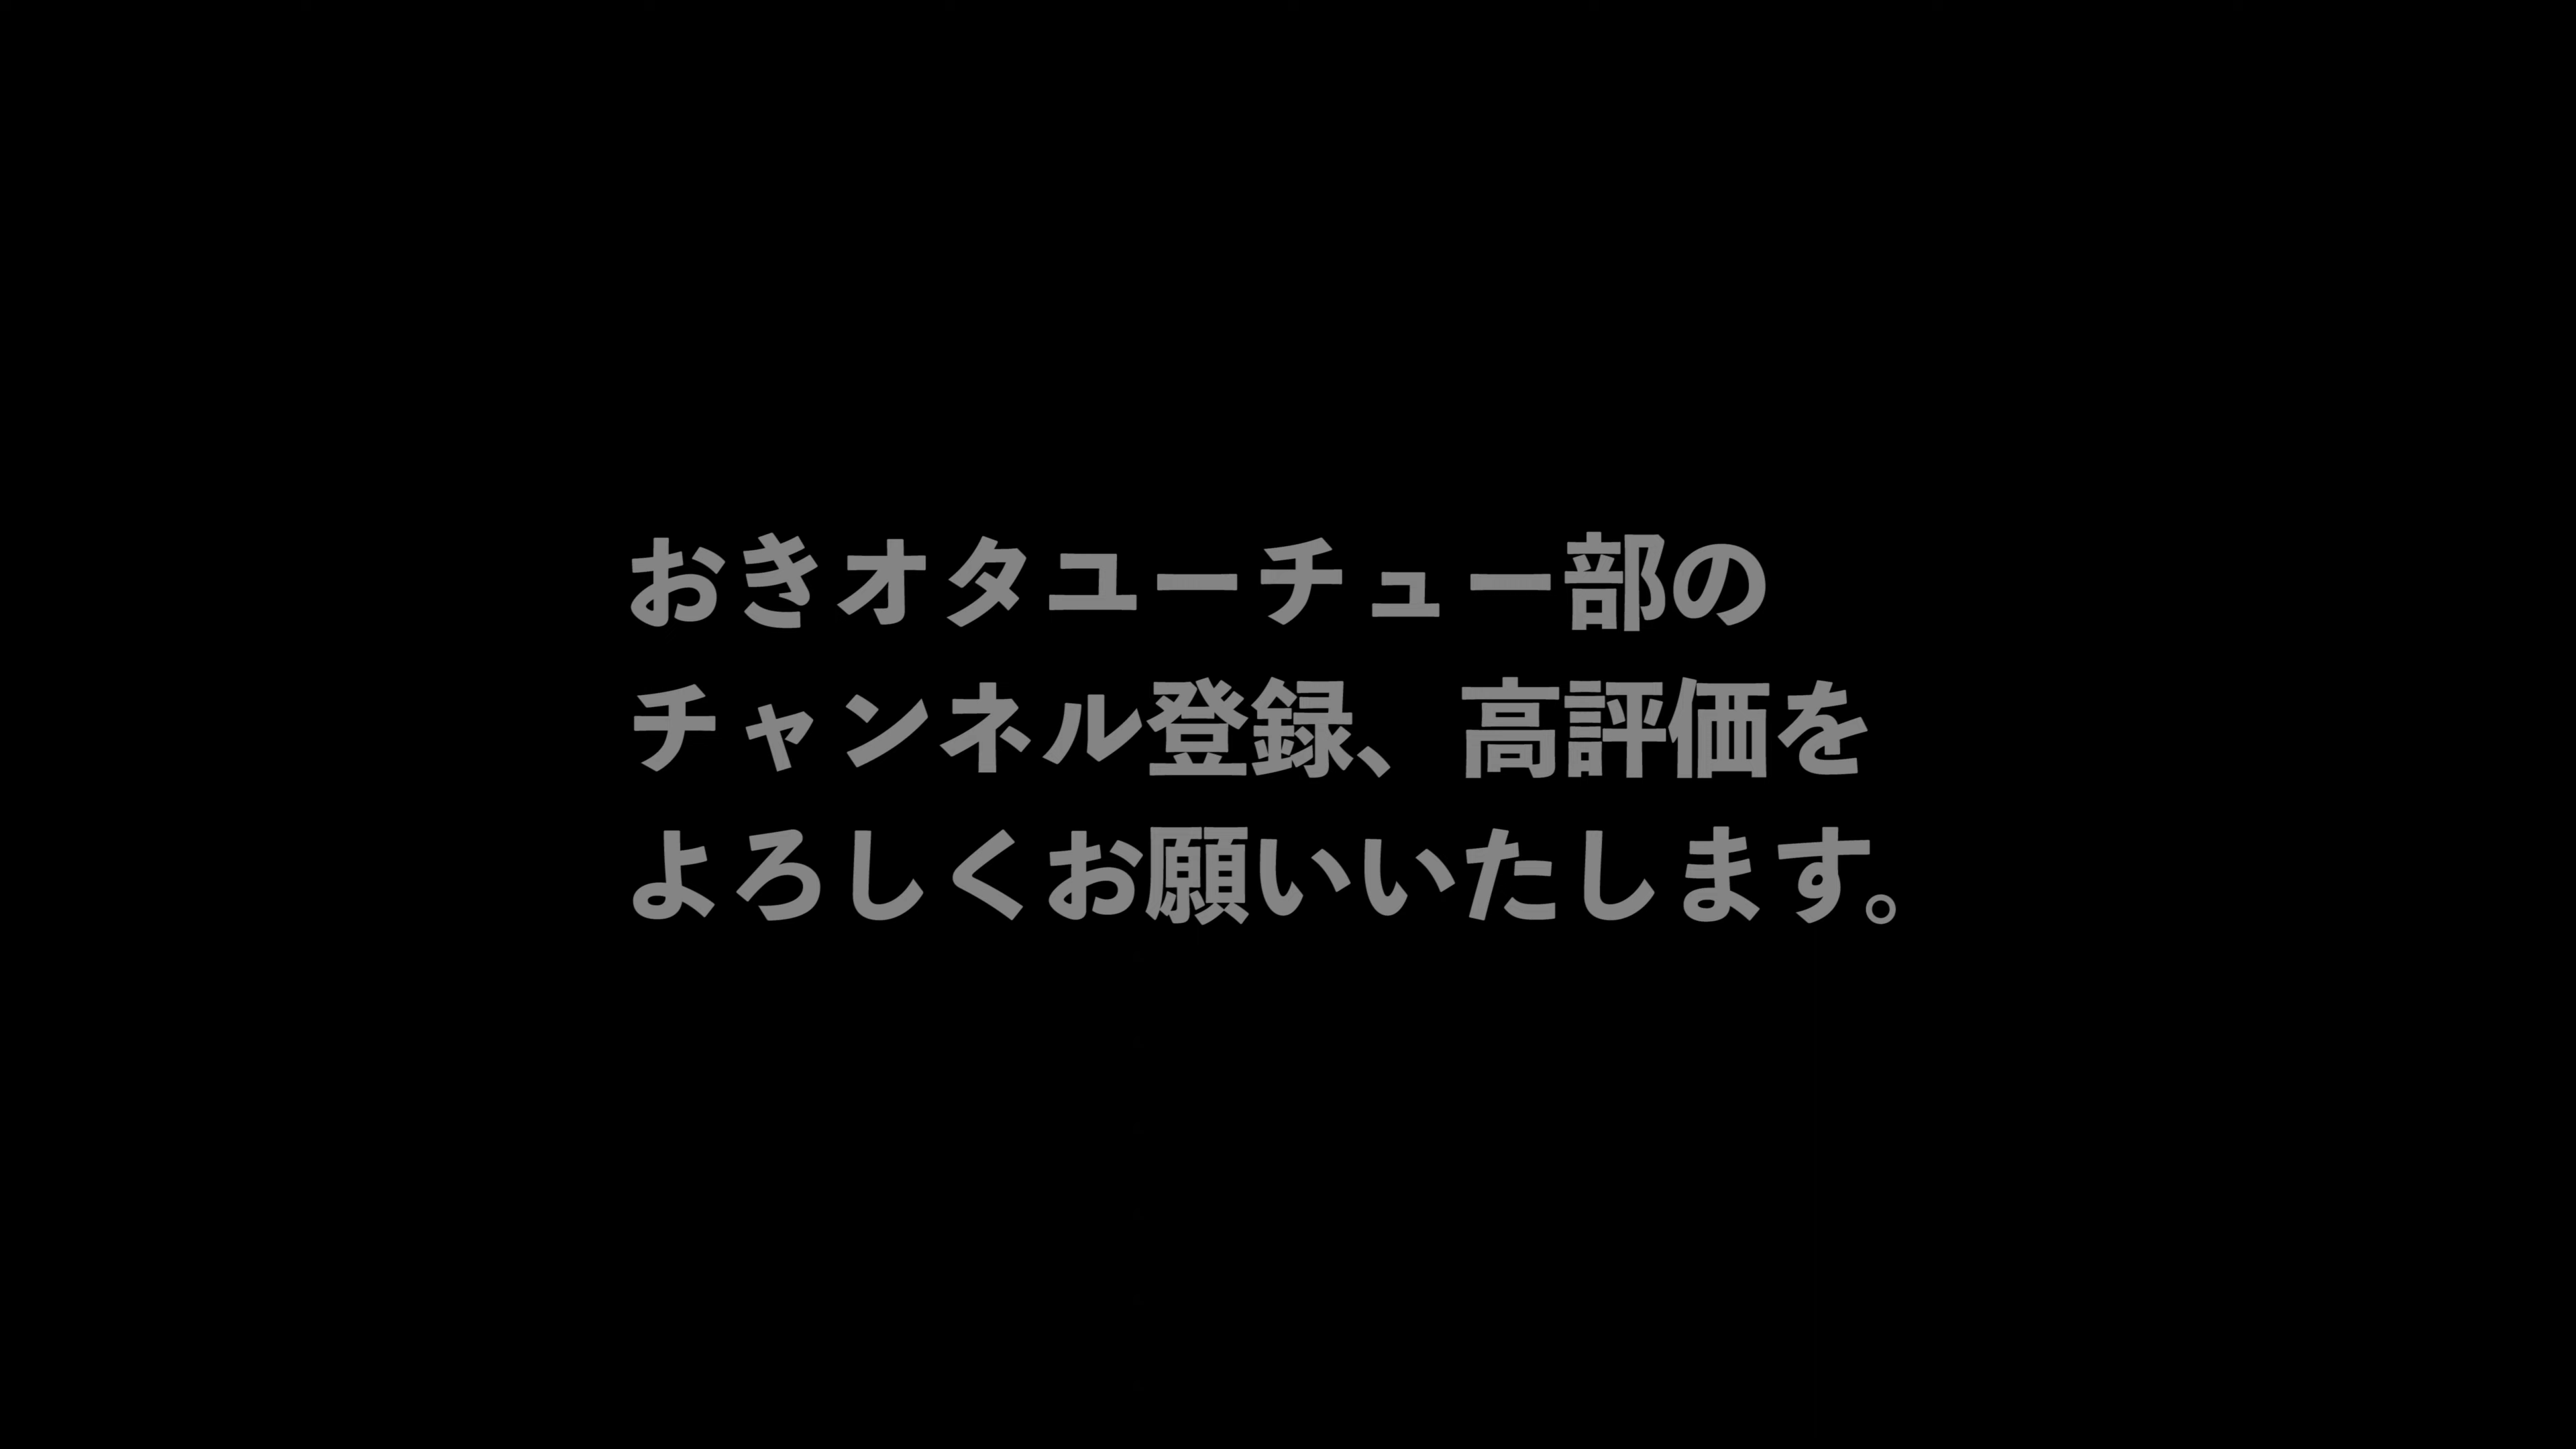 おきオタユーチュー部の
チャンネル登録、高評価を
よろしくお願いいたします。